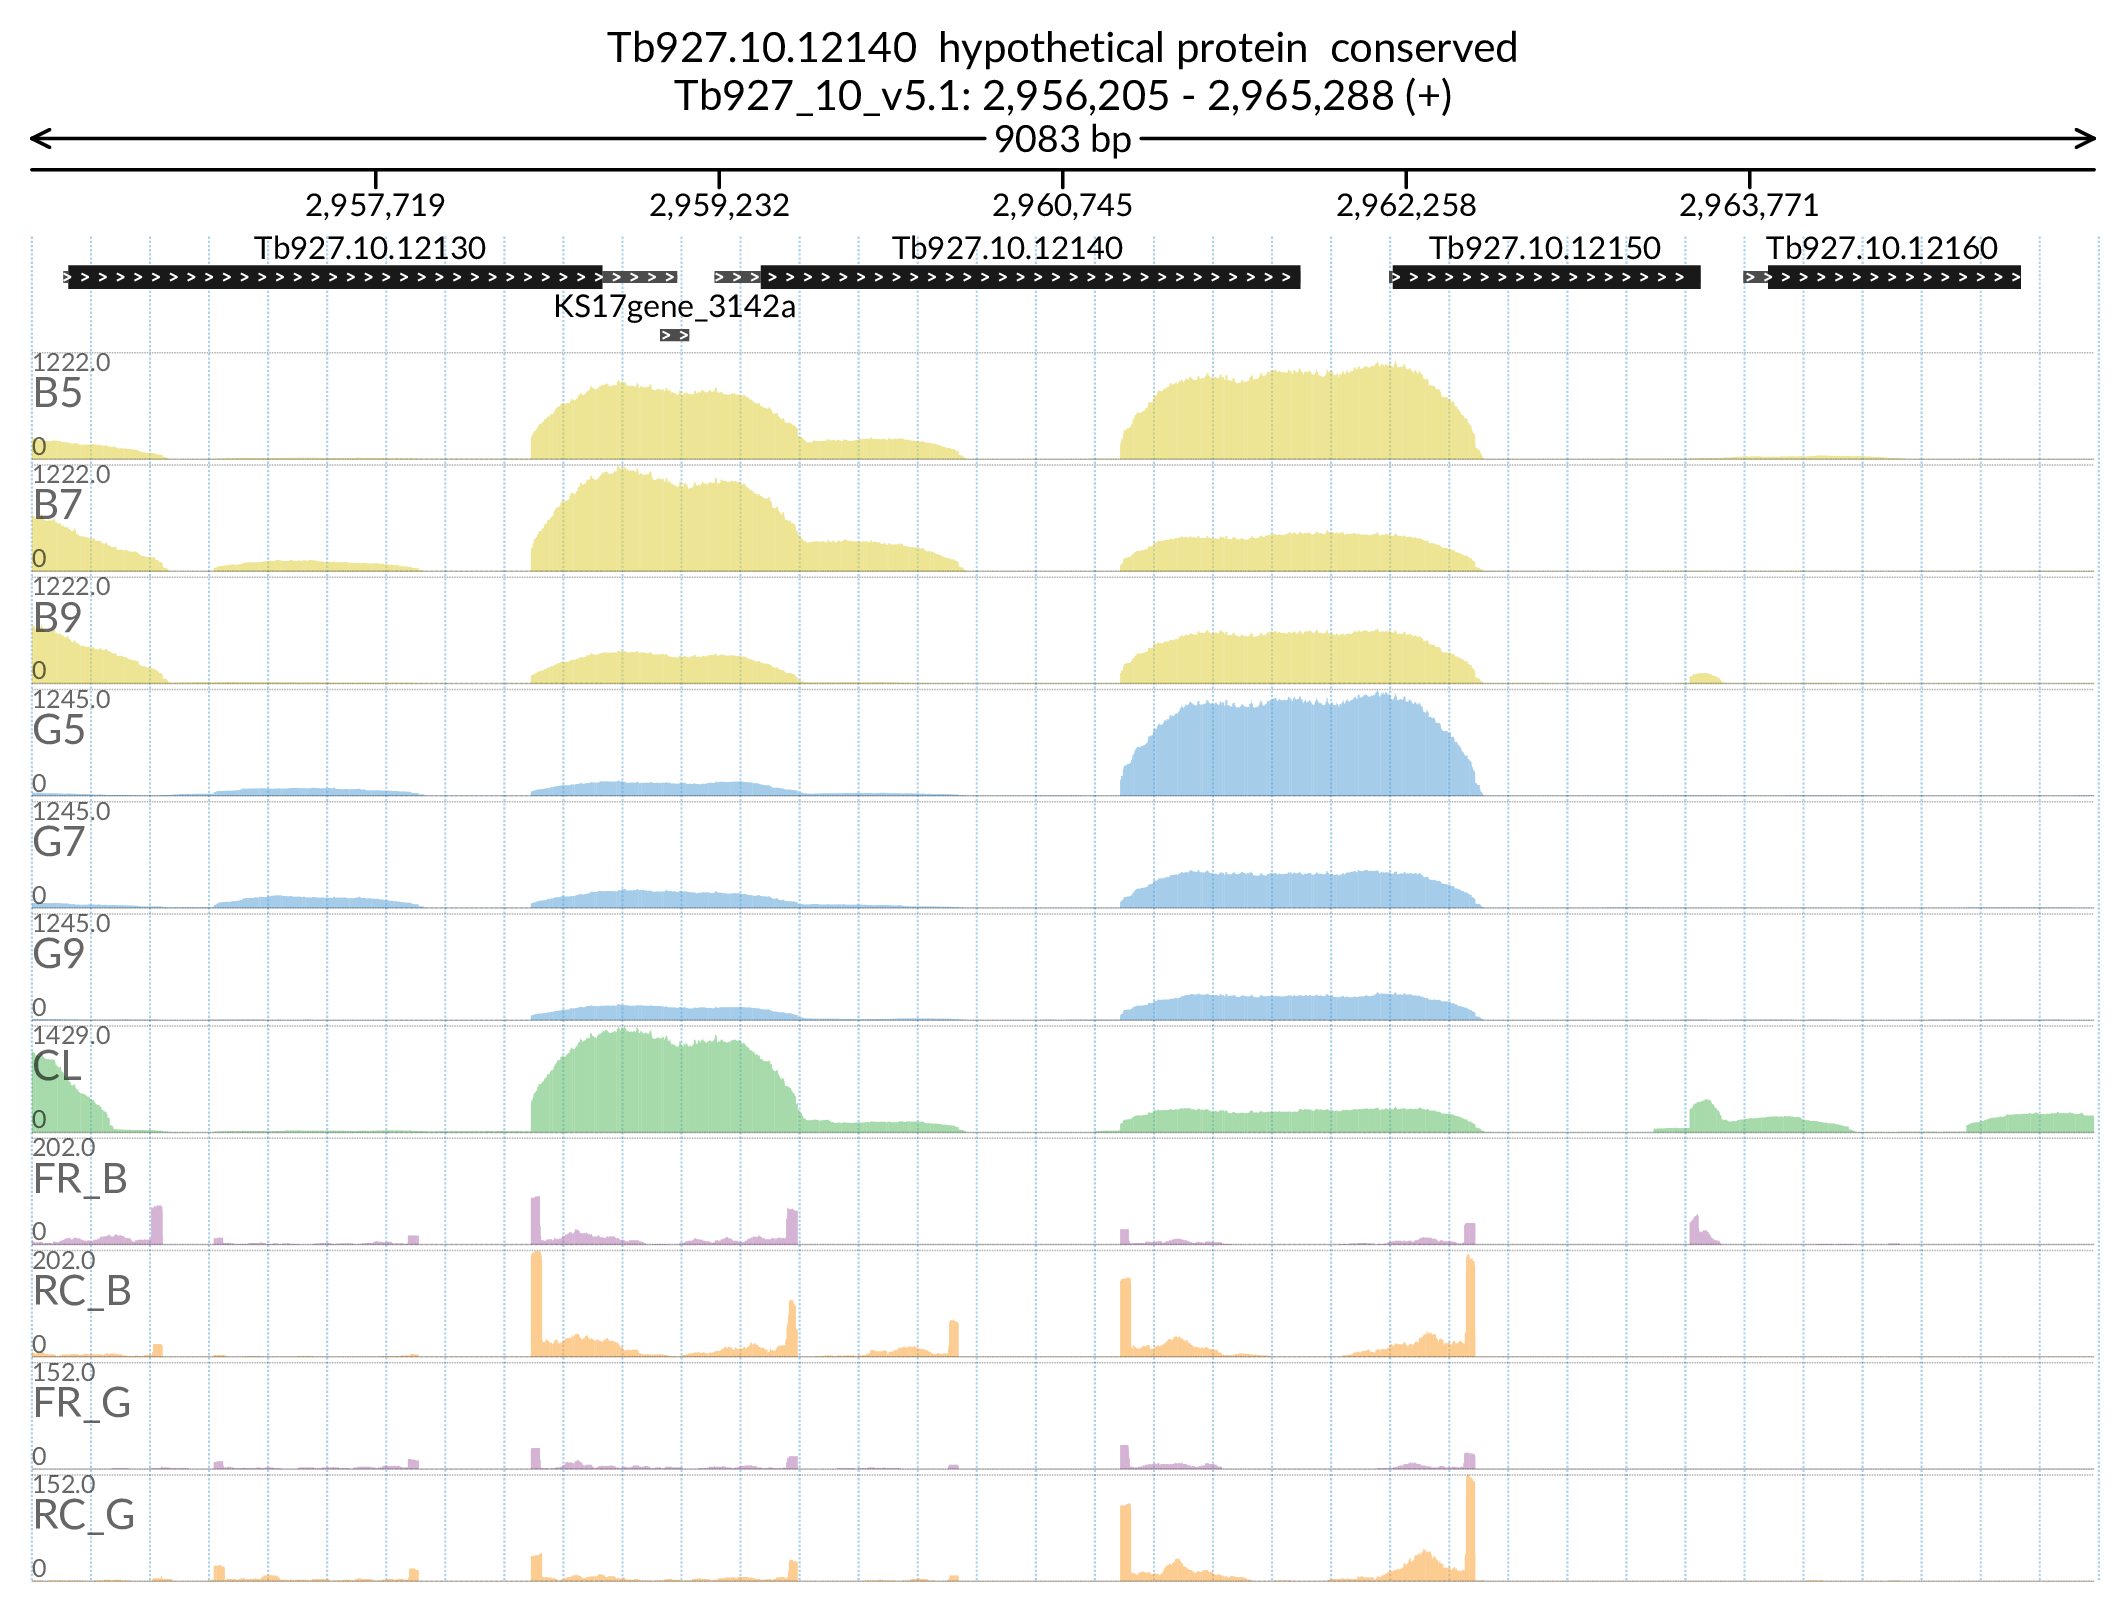 Tb927.10.12140  hypothetical protein  conserved
Tb927_10_v5.1: 2,956,205 - 2,965,288 (+)
9083 bp
2,957,719 2,959,232 2,960,745 2,962,258 2,963,771
Tb927.10.12130 Tb927.10.12140 Tb927.10.12150 Tb927.10.12160
KS17gene_3142a
1222.0
B5
0
1222.0
B7
0
1222.0
B9
0
1245.0
G5
0
1245.0
G7
0
1245.0
G9
0
1429.0
CL
0
202.0
FR_B
0
202.0
RC_B
0
152.0
FR_G
0
152.0
RC_G
0